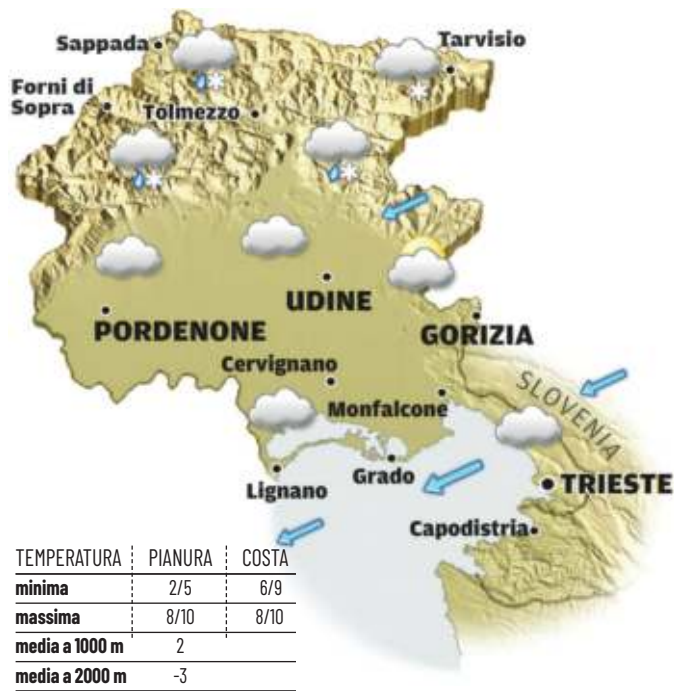 Sappada
Tarvisio
Forni di
Sopra
Tolmezzo
UDINE
PORDENONE
GORIZIA
Cervignano
SLOVENIA
Monfalcone
Grado
Lignano
TRIESTE
Capodistria
TEMPERATURA PIANURA COSTA
minima 2/5 6/9
massima 8/10 8/10
media a 1000 m 2
media a 2000 m -3